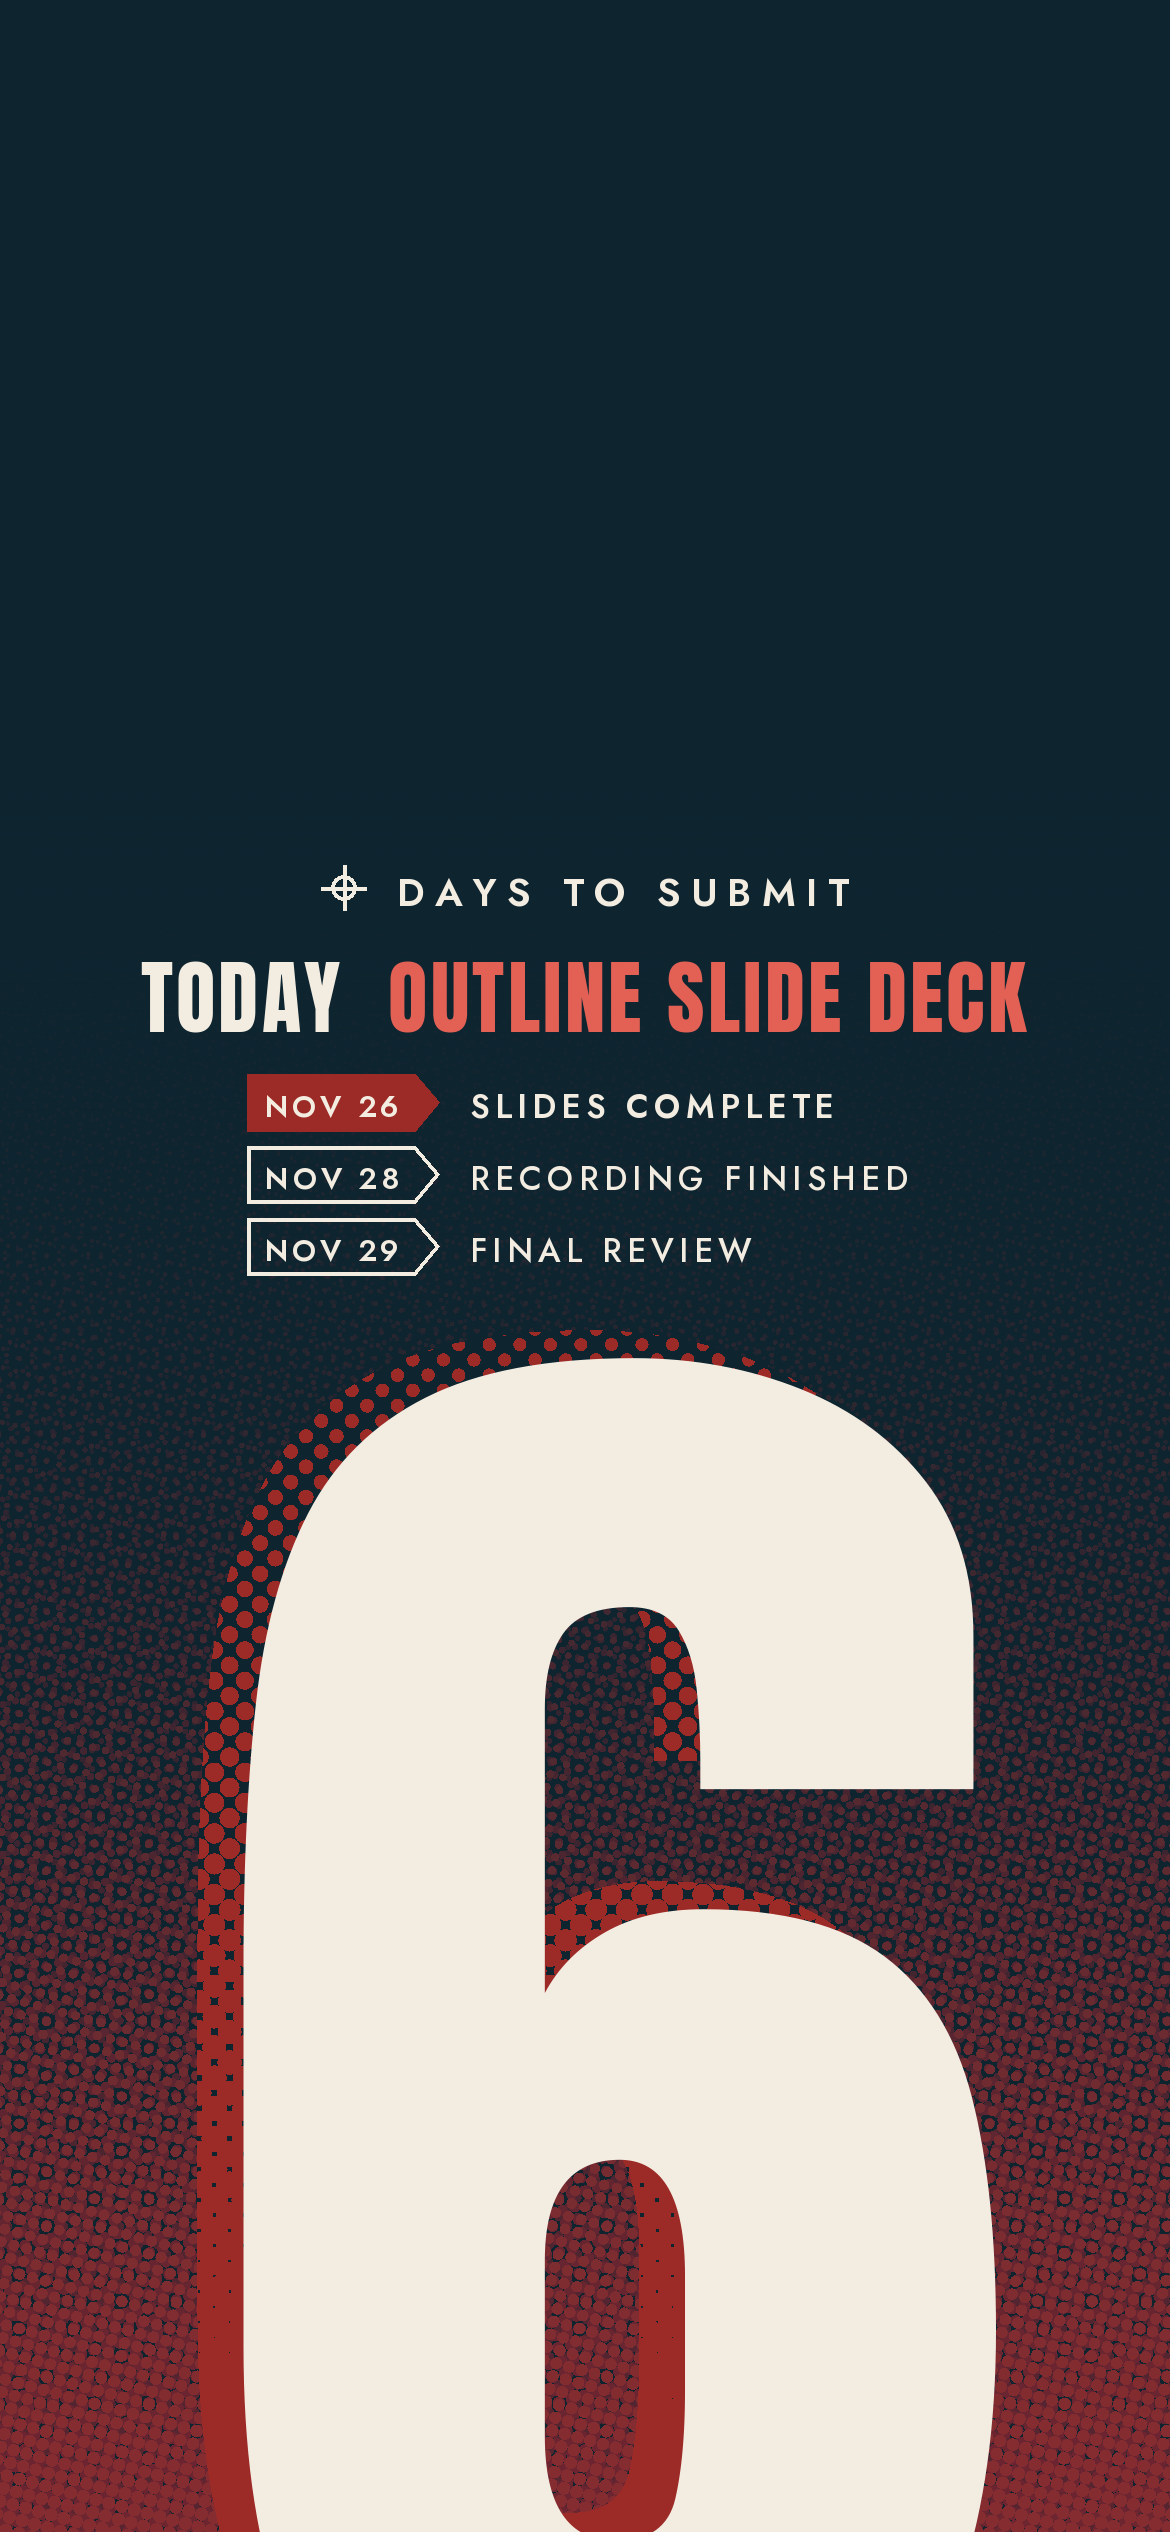 DAYS TO SUBMIT
TODAY OUTLINE SLIDE DECK
NOV 26 SLIDES COMPLETE
NOV 28 RECORDING FINISHED
NOV 29 FINAL REVIEW
6